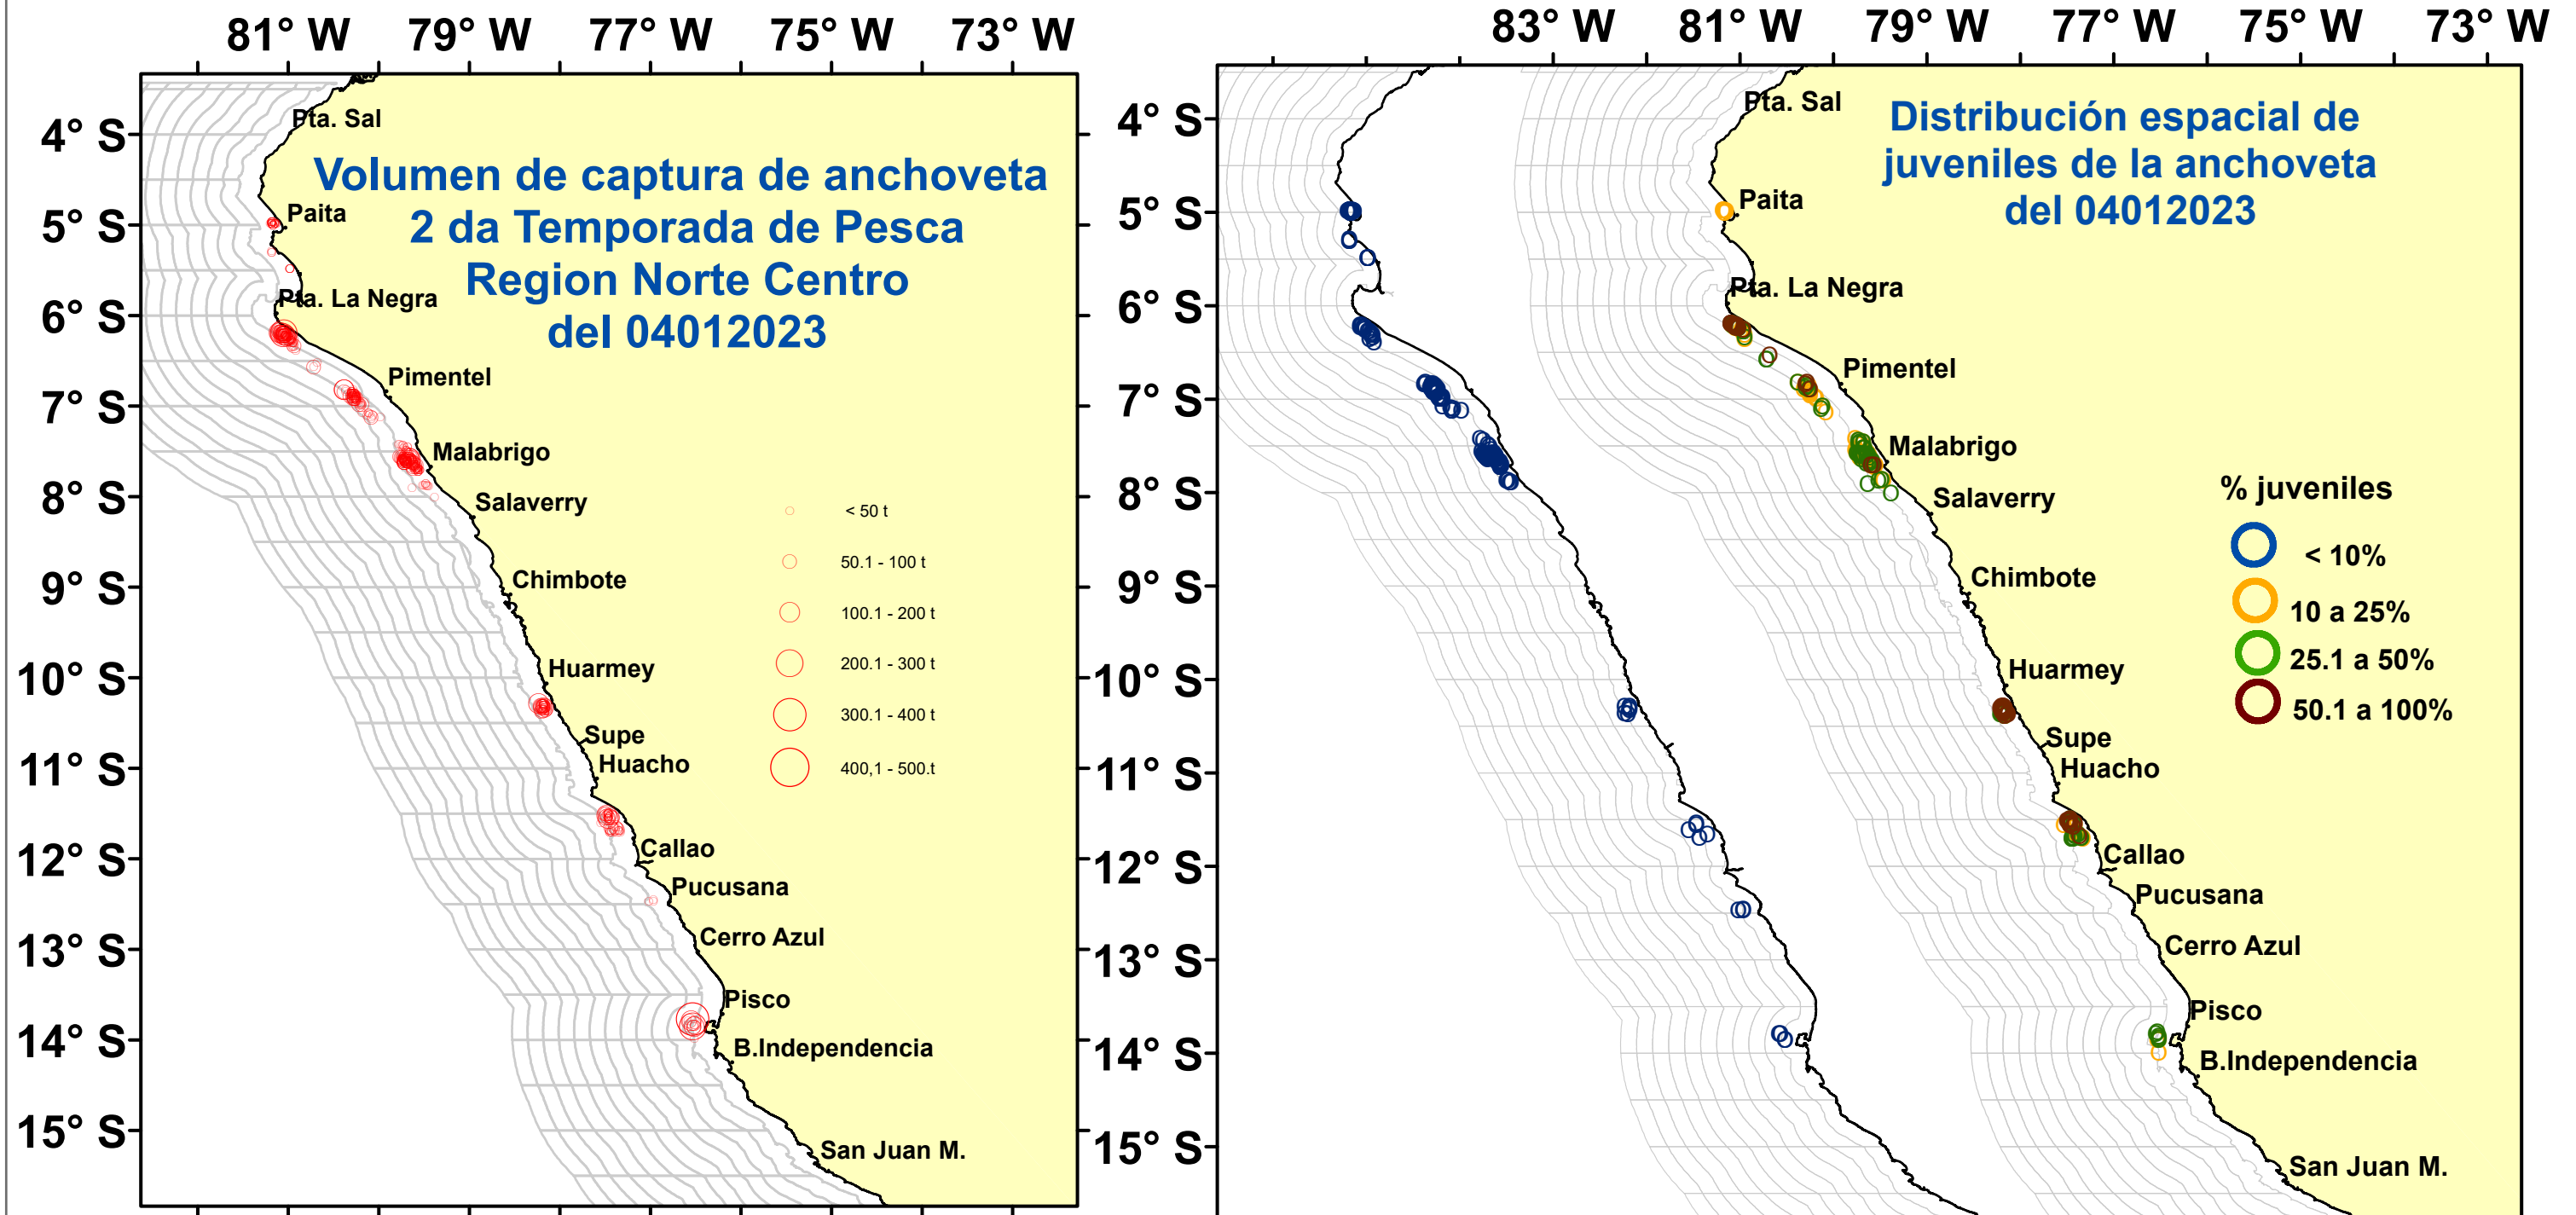 81° W 79° W 77° W 75° W 73° W
4° S
5° S
6° S
7° S
8° S
9° S
10° S
11° S
12° S
13° S
14° S
15° S
Volumen de captura de anchoveta
2 da Temporada de Pesca
Region Norte Centro
del 04012023
Pta. Sal
Paita
Pta. La Negra
Pimentel
Malabrigo
Salaverry
Chimbote
Huarmey
Supe
Huacho
Callao
Pucusana
Cerro Azul
Pisco
B.Independencia
San Juan M.
< 50 t
50.1 - 100 t
100.1 - 200 t
200.1 - 300 t
300.1 - 400 t
400,1 - 500.t
83° W 81° W 79° W 77° W 75° W 73° W
4° S
5° S
6° S
7° S
8° S
9° S
10° S
11° S
12° S
13° S
14° S
15° S
Distribución espacial de
juveniles de la anchoveta
del 04012023
Pta. Sal
Paita
Pta. La Negra
Pimentel
Malabrigo
Salaverry
Chimbote
Huarmey
Supe
Huacho
Callao
Pucusana
Cerro Azul
Pisco
B.Independencia
San Juan M.
% juveniles
< 10%
10 a 25%
25.1 a 50%
50.1 a 100%